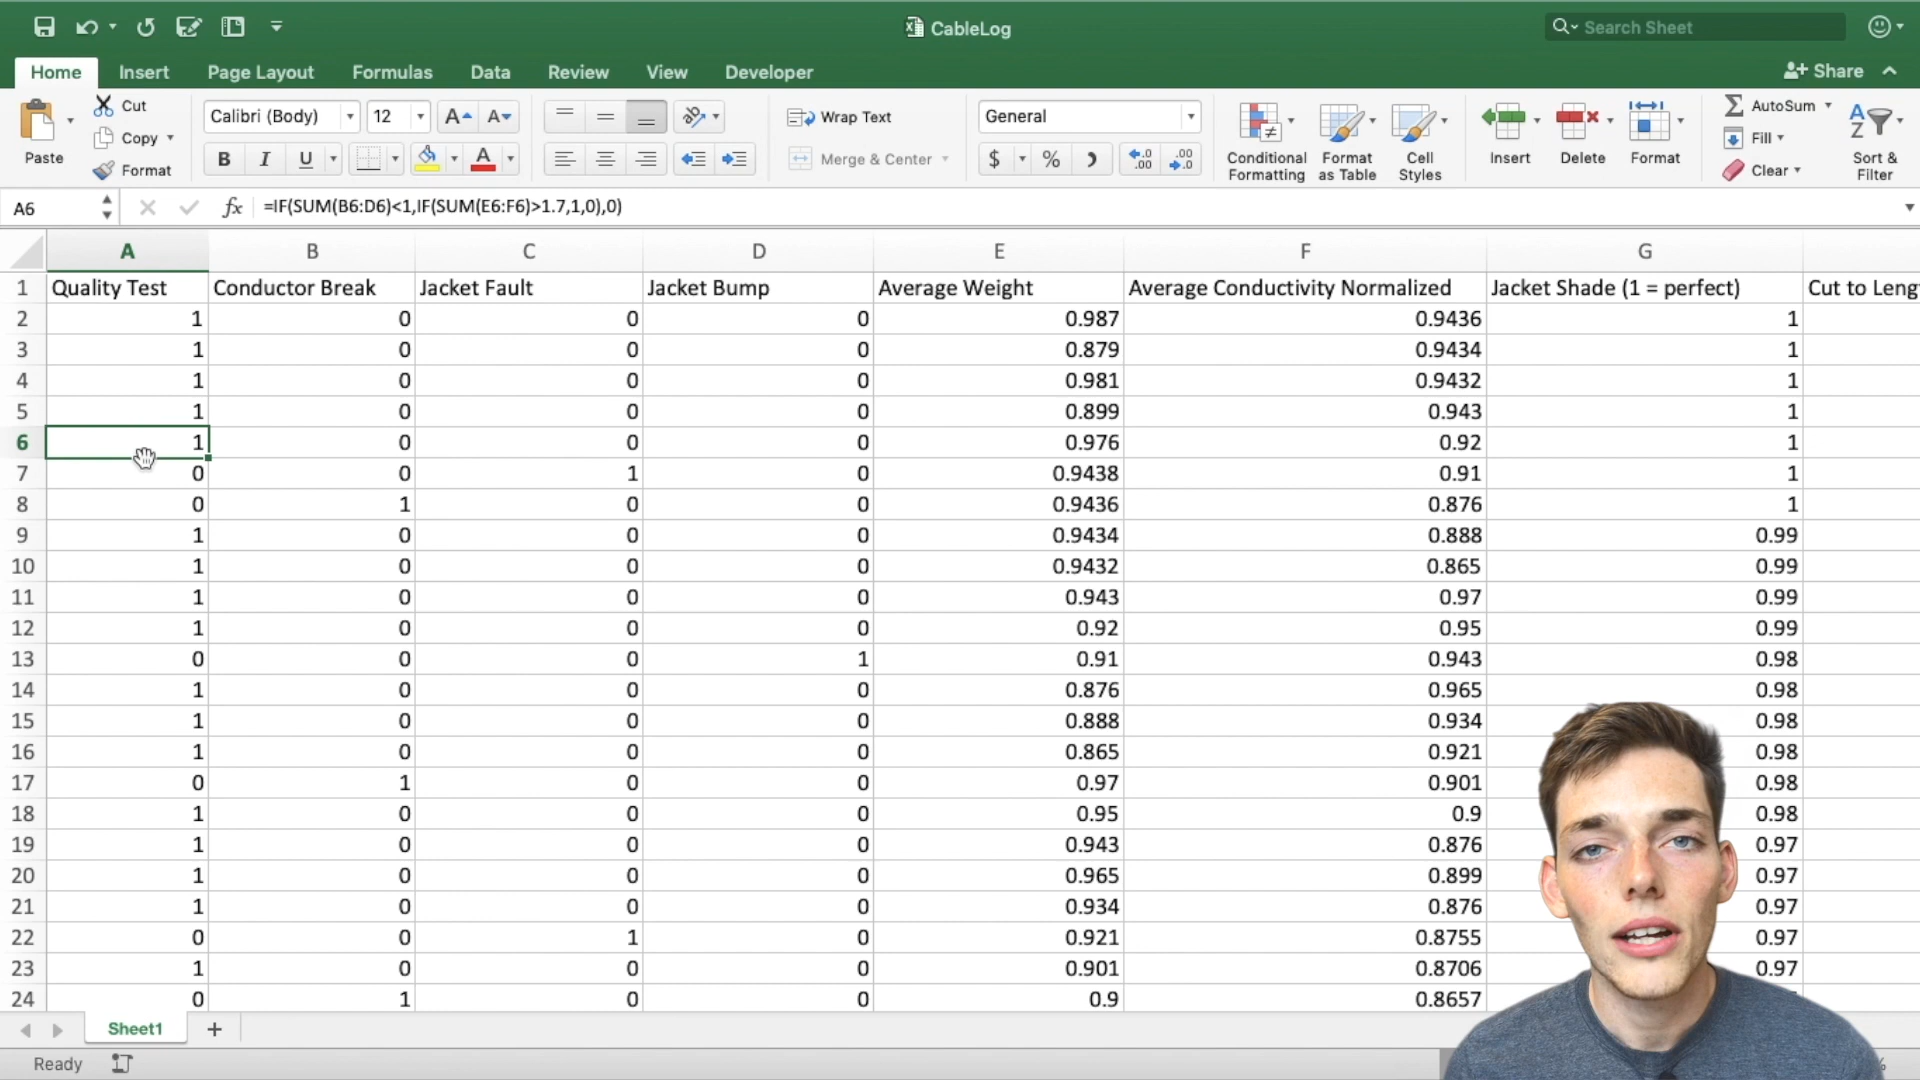 CableLog
Search Sheet
Home Insert Page Layout Formulas Data Review View Developer Share
Paste Cut Copy Format
Calibri (Body) 12
B I U A
Wrap Text
Merge & Center
General
$ %
Conditional Formatting
Format as Table
Cell Styles
Insert Delete Format
AutoSum
Fill
Clear
Sort & Filter
A6 fx =IF(SUM(B6:D6)<1,IF(SUM(E6:F6)>1.7,1,0),0)
A B C D E F G
1 Quality Test Conductor Break Jacket Fault Jacket Bump Average Weight Average Conductivity Normalized Jacket Shade (1 = perfect) Cut to Leng
2 1 0 0 0 0.987 0.9436 1
3 1 0 0 0 0.879 0.9434 1
4 1 0 0 0 0.981 0.9432 1
5 1 0 0 0 0.899 0.943 1
6 1 0 0 0 0.976 0.92 1
7 0 0 1 0 0.9438 0.91 1
8 0 1 0 0 0.9436 0.876 1
9 1 0 0 0 0.9434 0.888 0.99
10 1 0 0 0 0.9432 0.865 0.99
11 1 0 0 0 0.943 0.97 0.99
12 1 0 0 0 0.92 0.95 0.99
13 0 0 0 1 0.91 0.943 0.98
14 1 0 0 0 0.876 0.965 0.98
15 1 0 0 0 0.888 0.934 0.98
16 1 0 0 0 0.865 0.921 0.98
17 0 1 0 0 0.97 0.901 0.98
18 1 0 0 0 0.95 0.9 0.98
19 1 0 0 0 0.943 0.876 0.97
20 1 0 0 0 0.965 0.899 0.97
21 1 0 0 0 0.934 0.876 0.97
22 0 0 1 0 0.921 0.8755 0.97
23 1 0 0 0 0.901 0.8706 0.97
24 0 1 0 0 0.9 0.8657
Sheet1 +
Ready